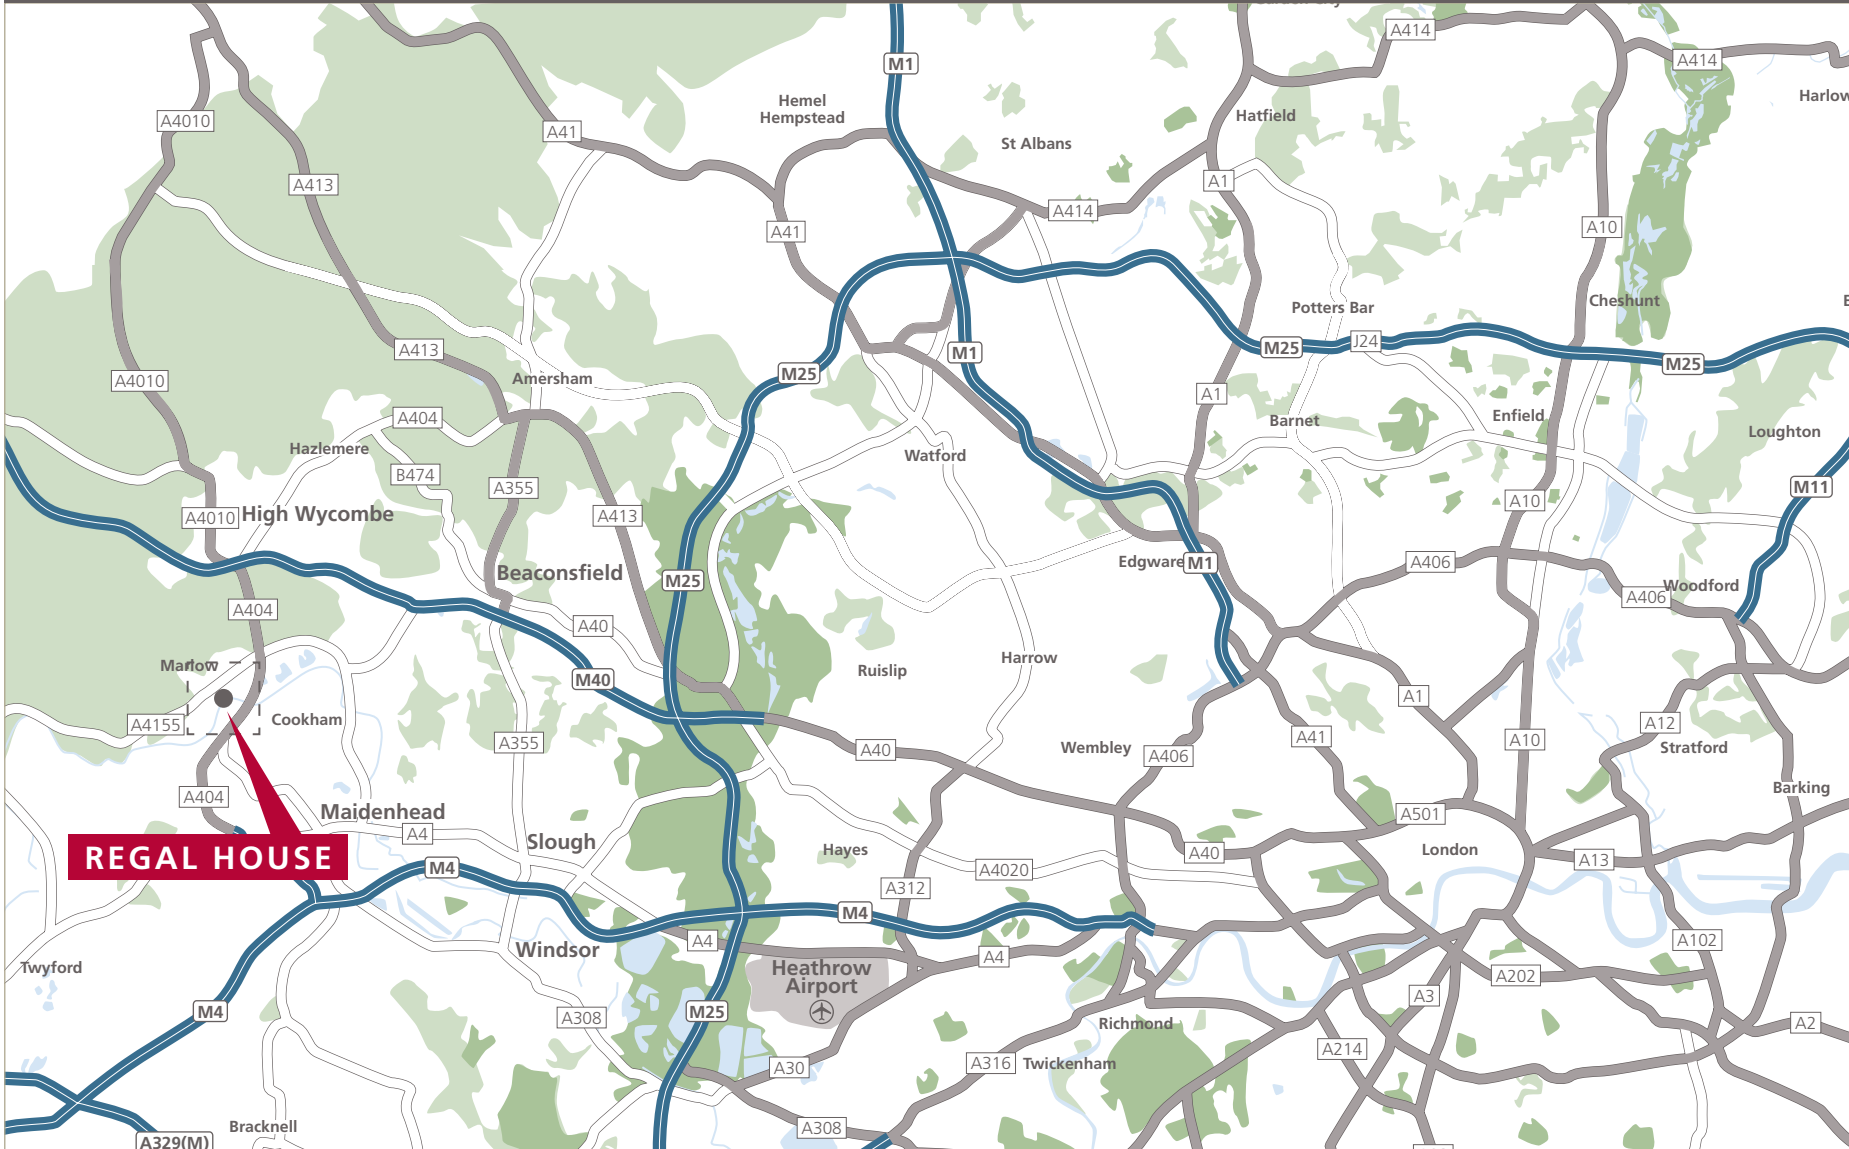 A414
M1
A414
Hemel
Hempstead
Harlow
A4010
A41
Hatfield
St Albans
A413
A1
A414
A41
A10
Cheshunt
Potters Bar
M25
J24
A413
M1
M25
M25
A4010
Amersham
A1
A404
Barnet
Enfield
Loughton
Hazlemere
Watford
B474
A355
M11
A10
A4010
High Wycombe
A413
Edgware
M1
A406
Beaconsfield
M25
Woodford
A406
A404
A40
Marlow
Ruislip
Harrow
M40
A1
A4155
Cookham
A12
A355
A40
Wembley
A406
A41
A10
Stratford
A404
Barking
Maidenhead
A501
A4
Slough
REGAL HOUSE
Hayes
A40
London
A13
M4
A4020
A312
M4
A4
Windsor
A4
A102
Twyford
Heathrow
Airport
A202
A3
M4
M25
A308
Richmond
A2
A214
A30
A316
Twickenham
Bracknell
A308
A329(M)